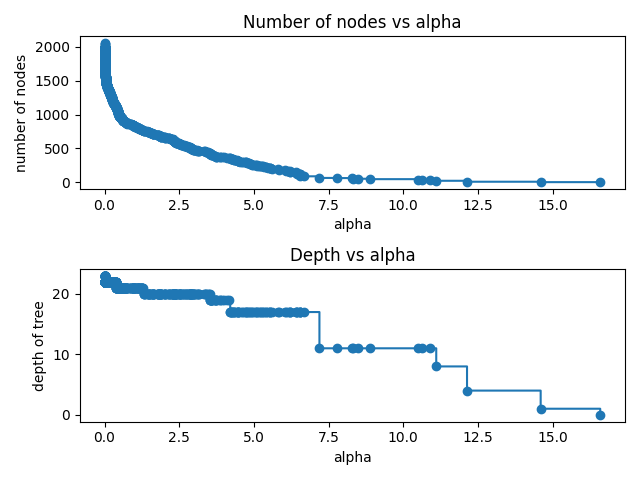 Number of nodes vs alpha
2000
1500
1000
500
0
number of nodes
0.0 2.5 5.0 7.5 10.0 12.5 15.0
alpha
Depth vs alpha
20
10
0
depth of tree
0.0 2.5 5.0 7.5 10.0 12.5 15.0
alpha